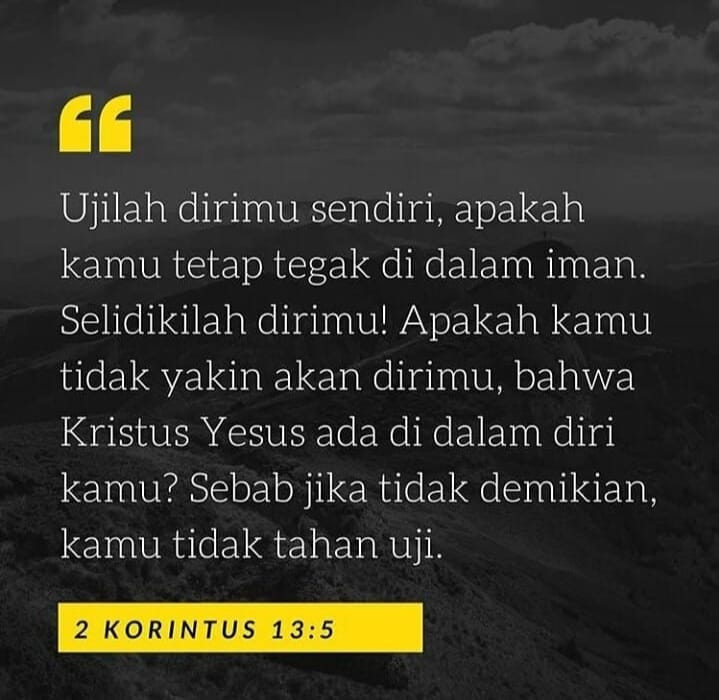 “
Ujilah dirimu sendiri, apakah
kamu tetap tegak di dalam iman.
Selidikilah dirimu! Apakah kamu
tidak yakin akan dirimu, bahwa
Kristus Yesus ada di dalam diri
kamu? Sebab jika tidak demikian,
kamu tidak tahan uji.
2 KORINTUS 13:5